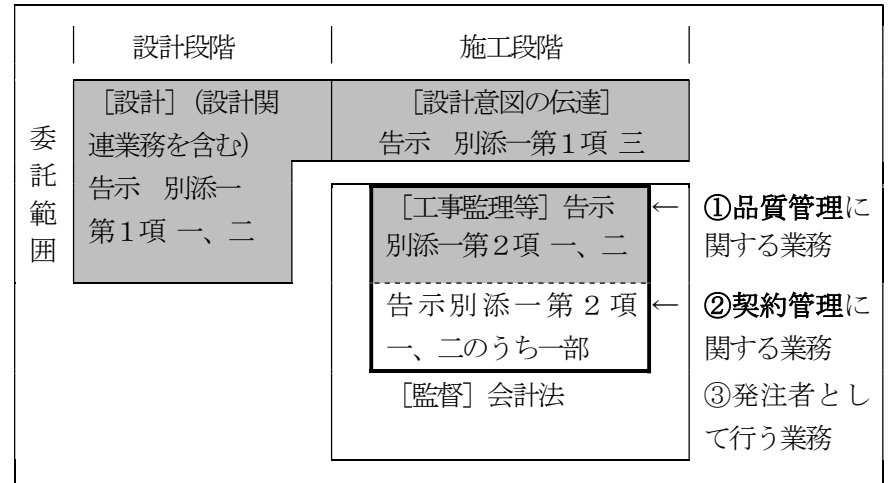 設計段階
施工段階
委託範囲
[設計](設計関
連業務を含む)
告示 別添一
第1項 一、二
[設計意図の伝達]
告示 別添一第1項 三
[工事監理等] 告示
別添一第2項 一、二
←
①品質管理に
関する業務
告示別添一第2項
一、二のうち一部
←
②契約管理に
関する業務
[監督] 会計法
③発注者とし
て行う業務